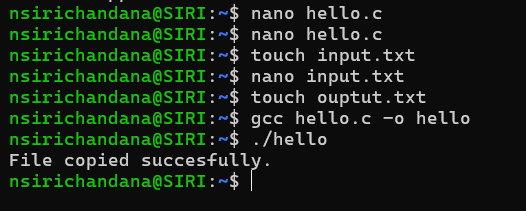 nsirichandana@SIRI:~$ nano hello.c
nsirichandana@SIRI:~$ nano hello.c
nsirichandana@SIRI:~$ touch input.txt
nsirichandana@SIRI:~$ nano input.txt
nsirichandana@SIRI:~$ touch ouptut.txt
nsirichandana@SIRI:~$ gcc hello.c -o hello
nsirichandana@SIRI:~$ ./hello
File copied succesfully.
nsirichandana@SIRI:~$